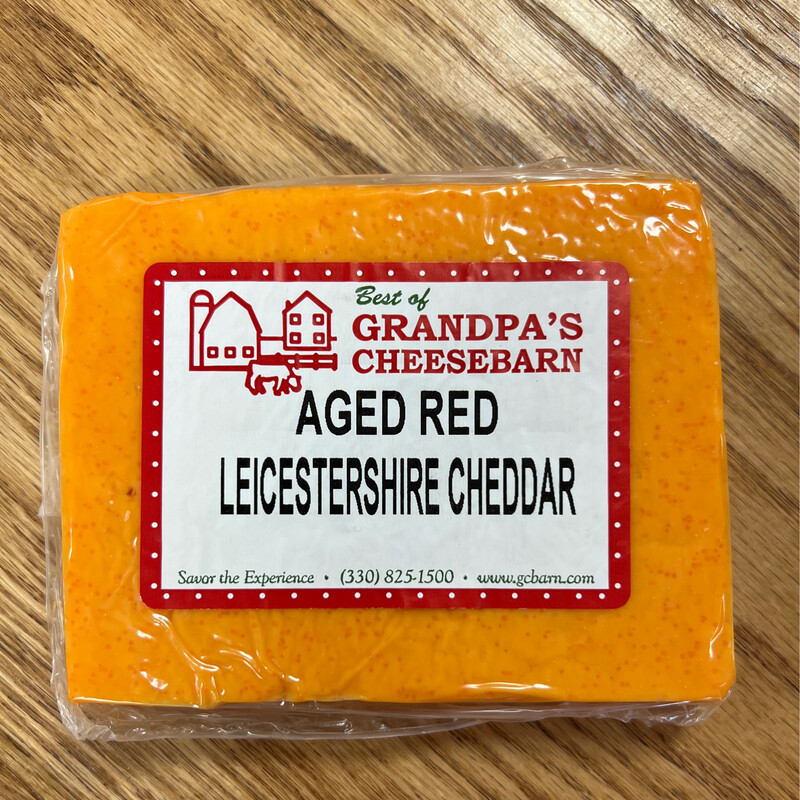 Best of
GRANDPA'S
CHEESEBARN
AGED RED
LEICESTERSHIRE CHEDDAR
Savor the Experience • (330) 825-1500 • www.gcbarn.com